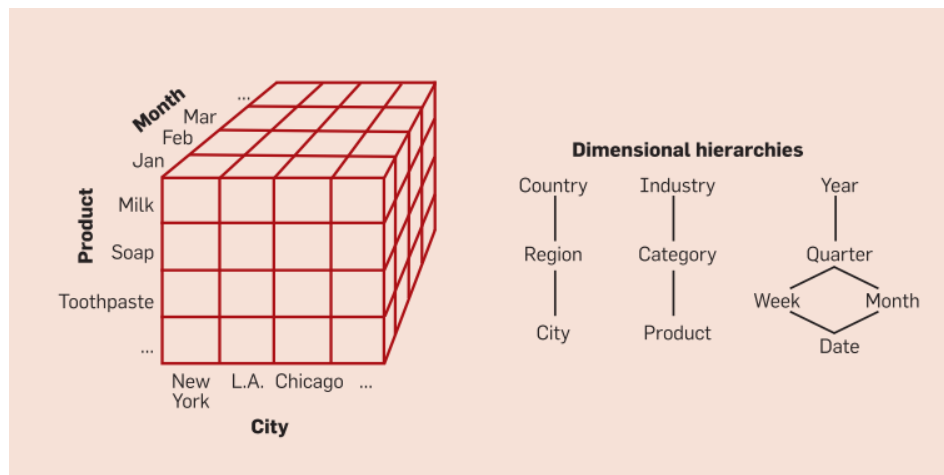 Month
...
Mar
Feb
Jan
Product
Milk
Soap
Toothpaste
...
New York
L.A.
Chicago
...
City
Dimensional hierarchies
Country
Industry
Year
Region
Category
Quarter
Week
Month
City
Product
Date